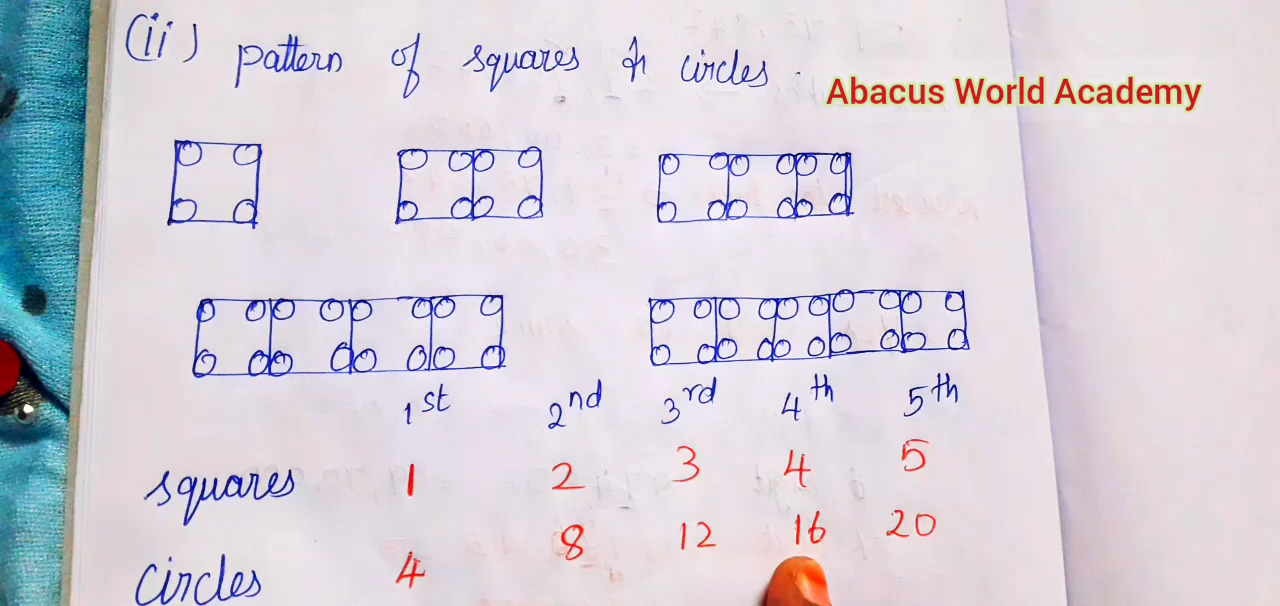 (ii) pattern of squares & circles.
Abacus World Academy
1st 2nd 3rd 4th 5th
squares 1 2 3 4 5
circles 4 8 12 16 20